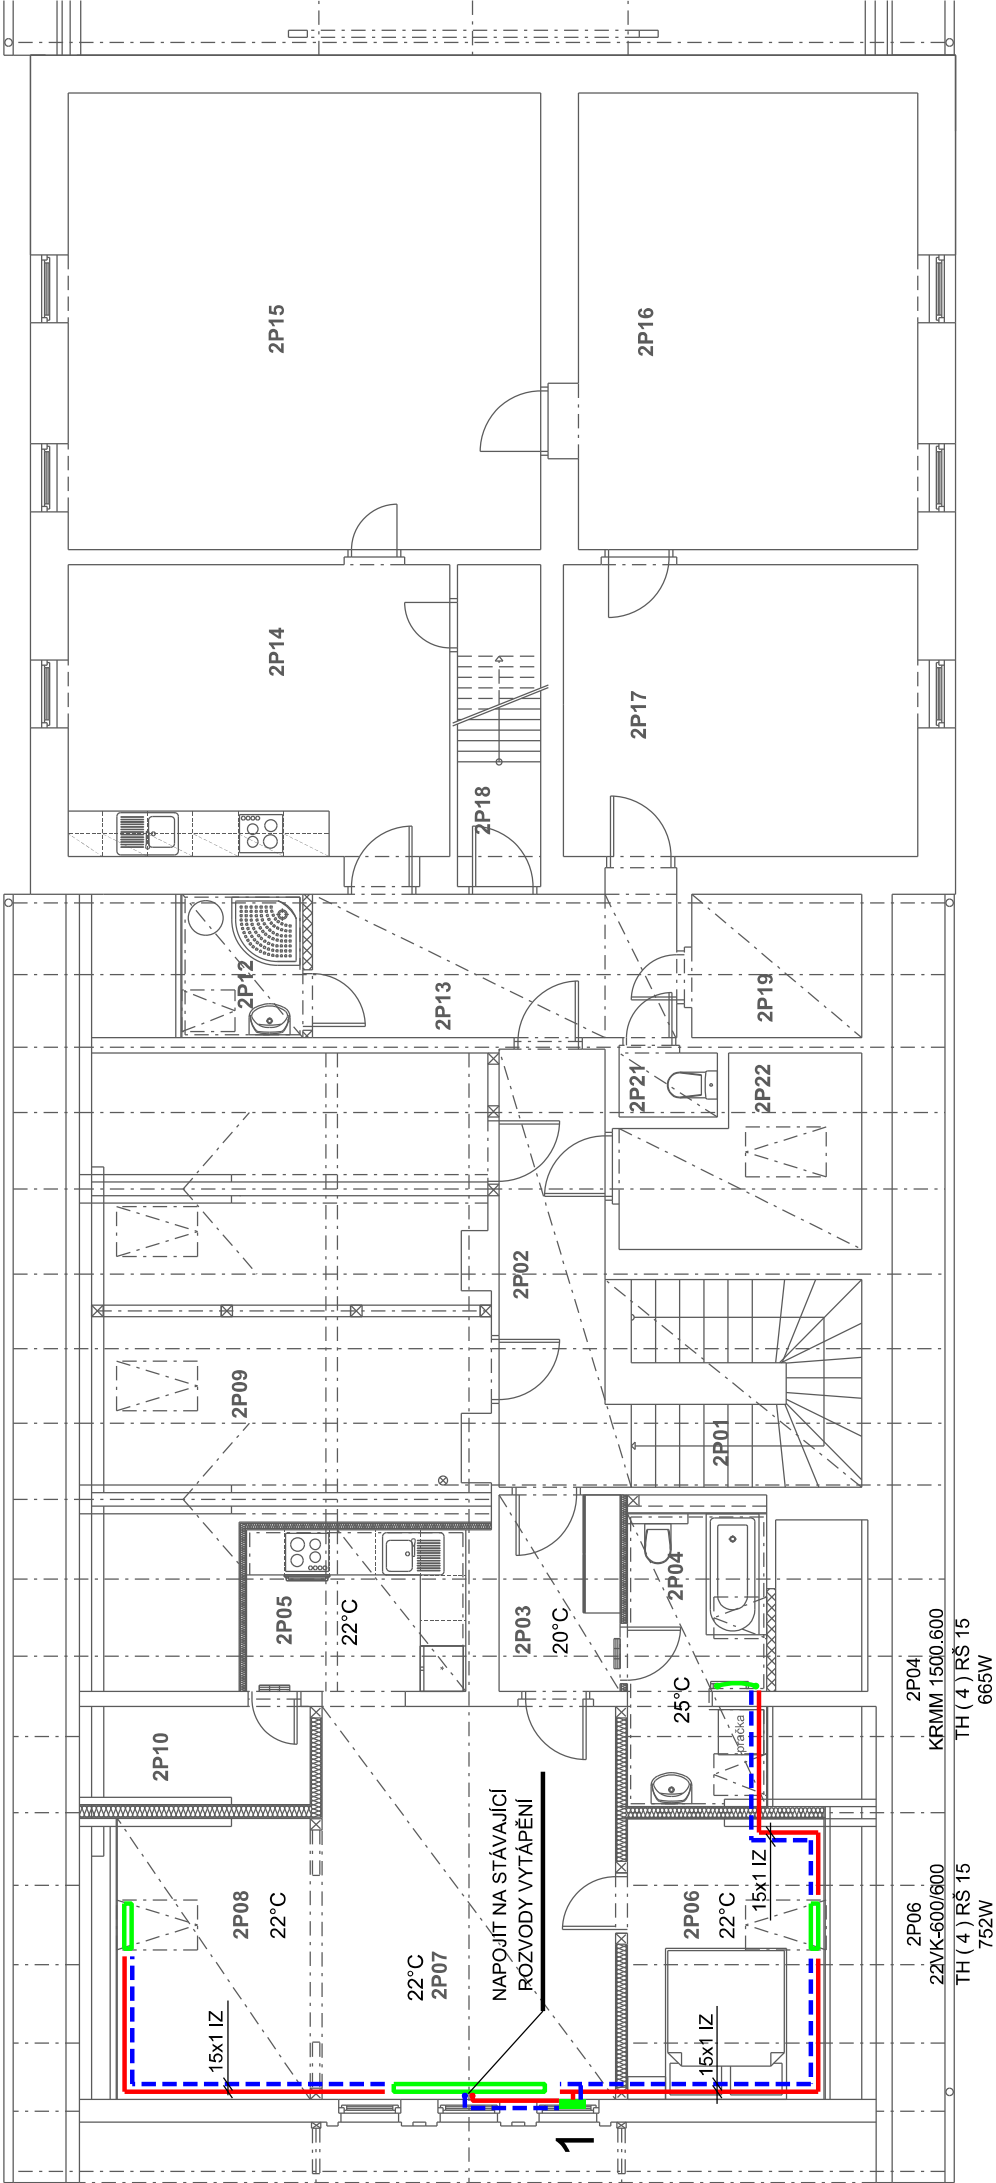 2P15
2P16
2P14
2P17
2P18
2P12
2P13
2P19
2P21
2P22
2P02
2P09
2P01
2P05
22°C
2P03
20°C
2P04
25°C
pračka
2P10
2P08
22°C
22°C
2P07
NAPOJIT NA STÁVAJÍCÍ
ROZVODY VYTÁPĚNÍ
2P06
22°C
15x1 IZ
15x1 IZ
15x1 IZ
1
2P04
KRMM 1500.600
TH ( 4 ) RŠ 15
665W
2P06
22VK-600/600
TH ( 4 ) RŠ 15
752W